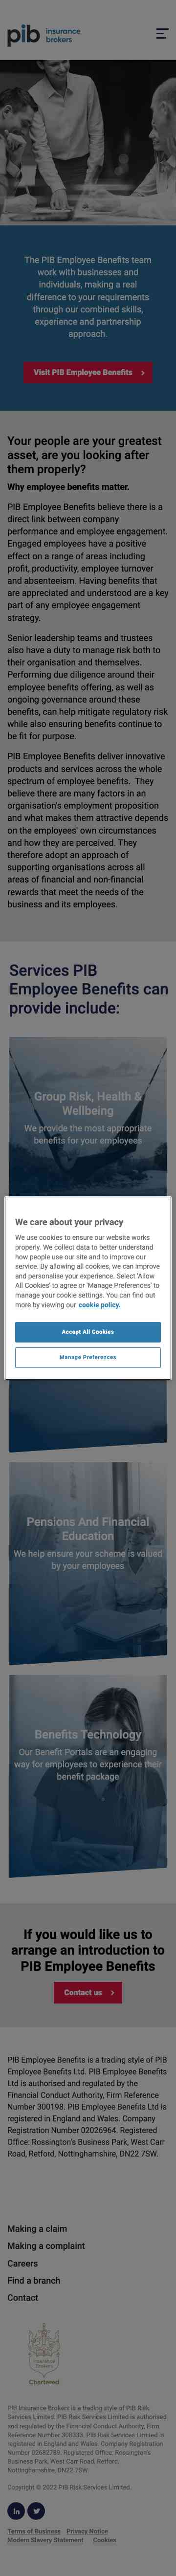 pib insurance
brokers
The PIB Employee Benefits team
work with businesses and
individuals, making a real
difference to your requirements
through our combined skills,
experience and partnership
approach.
Visit PIB Employee Benefits
Your people are your greatest
asset, are you looking after
them properly?
Why employee benefits matter.
PIB Employee Benefits believe there is a
direct link between company
performance and employee engagement.
Engaged employees have a positive
effect on a range of areas including
profit, productivity, employee turnover
and absenteeism. Having benefits that
are appreciated and understood are a key
part of any employee engagement
strategy.
Senior leadership teams and trustees
also have a duty to manage risk both to
their organisation and themselves.
Performing due diligence around their
employee benefits offering, as well as
ongoing governance around these
benefits, can help mitigate regulatory risk
while also ensuring benefits continue to
be fit for purpose.
PIB Employee Benefits deliver innovative
products and services across the whole
spectrum of employee benefits. They
believe there are many factors in an
organisation's employment proposition
and what makes them attractive depends
on the employees' own circumstances
and how they are perceived. They
therefore adopt an approach of
supporting organisations across all
areas of financial and non-financial
rewards that meet the needs of the
business and its employees.
Services PIB
Employee Benefits can
provide include:
Group Risk, Health &
Wellbeing
We provide the most appropriate
benefits for your employees
We care about your privacy
We use cookies to ensure our website works
properly. We collect data to better understand
how people use our site and to improve our
service. By allowing all cookies, we can improve
and personalise your experience. Select 'Allow
All Cookies' to agree or 'Manage Preferences' to
manage your cookie settings. You can find out
more by viewing our cookie policy.
Accept All Cookies
Manage Preferences
Pensions And Financial
Education
We help ensure your scheme is valued
by your employees
Benefits Technology
Our Benefit Portals are an engaging
way for employees to experience their
benefit package
If you would like us to
arrange an introduction to
PIB Employee Benefits
Contact us
PIB Employee Benefits is a trading style of PIB
Employee Benefits Ltd. PIB Employee Benefits
Ltd is authorised and regulated by the
Financial Conduct Authority, Firm Reference
Number 300198. PIB Employee Benefits Ltd is
registered in England and Wales. Company
Registration Number 02026964. Registered
Office: Rossington's Business Park, West Carr
Road, Retford, Nottinghamshire, DN22 7SW.
Making a claim
Making a complaint
Careers
Find a branch
Contact
Insurance
Brokers
Chartered
PIB Insurance Brokers is a trading style of PIB Risk
Services Limited. PIB Risk Services Limited is authorised
and regulated by the Financial Conduct Authority, Firm
Reference Number 308333. PIB Risk Services Limited is
registered in England and Wales. Company Registration
Number 02682789. Registered Office: Rossington's
Business Park, West Carr Road, Retford,
Nottinghamshire, DN22 7SW.
Copyright © 2022 PIB Risk Services Limited.
in
Terms of Business Privacy Notice
Modern Slavery Statement Cookies